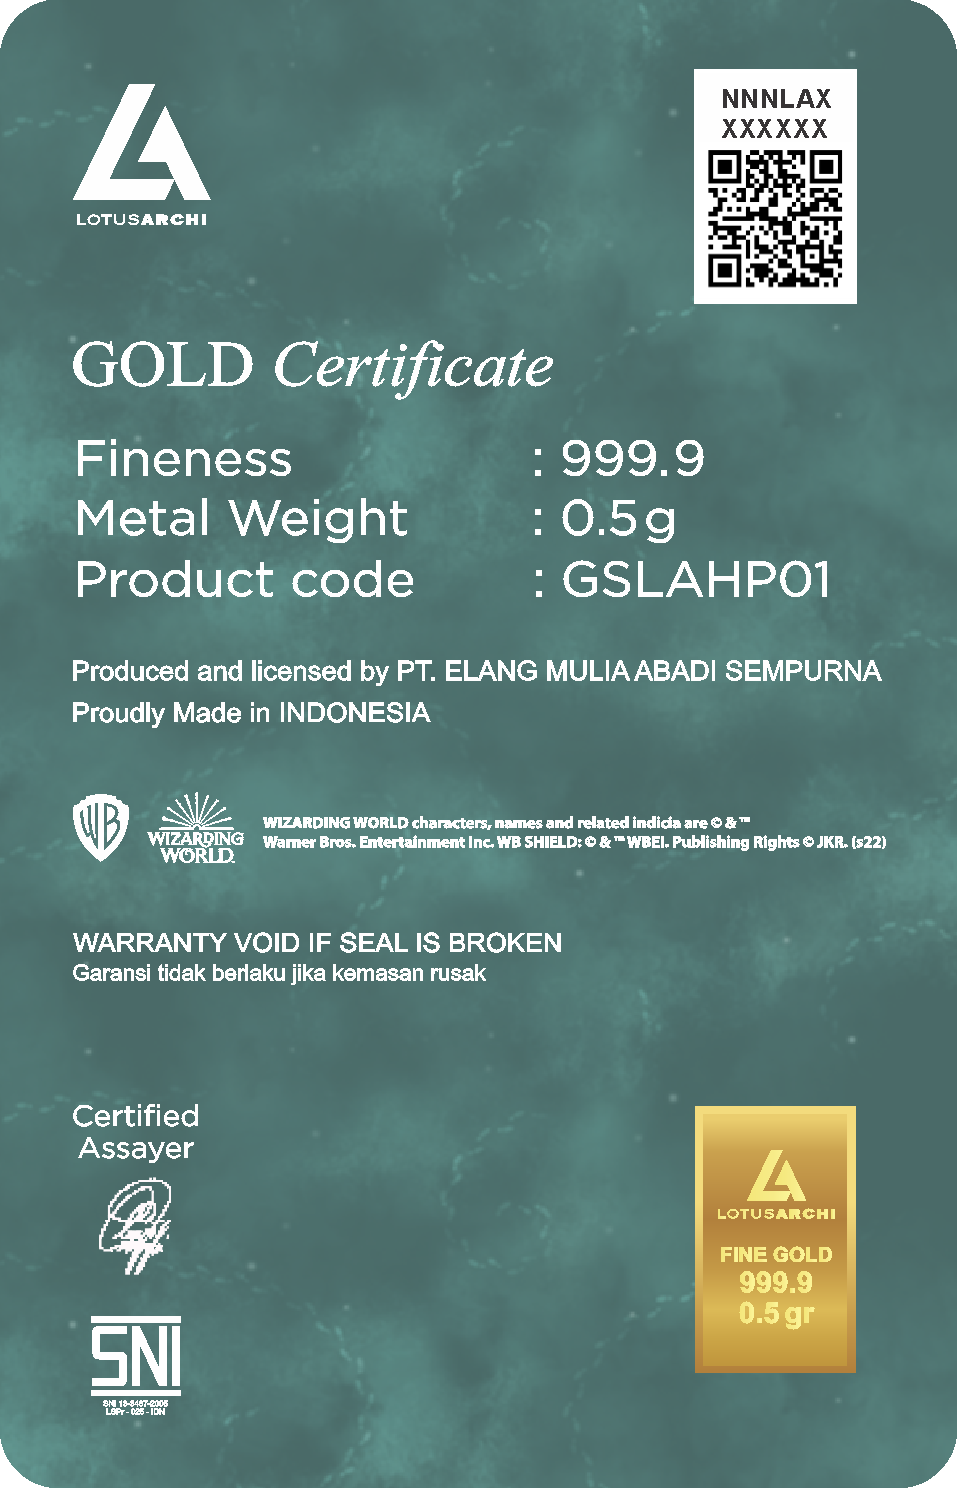 LOTUSARCHI
NNNLAX
XXXXXX
GOLD Certificate
Fineness : 999.9
Metal Weight : 0.5g
Product code : GSLAHP01
Produced and licensed by PT. ELANG MULIA ABADI SEMPURNA
Proudly Made in INDONESIA
WB
WIZARDING
WORLD
WIZARDING WORLD characters, names and related indicia are © & ™
Warner Bros. Entertainment Inc. WB SHIELD: © & ™ WBEI. Publishing Rights © JKR. (s22)
WARRANTY VOID IF SEAL IS BROKEN
Garansi tidak berlaku jika kemasan rusak
Certified
Assayer
SNI
SNI 13-3487-2005
LSPr - 025 - IDN
LOTUSARCHI
FINE GOLD
999.9
0.5 gr